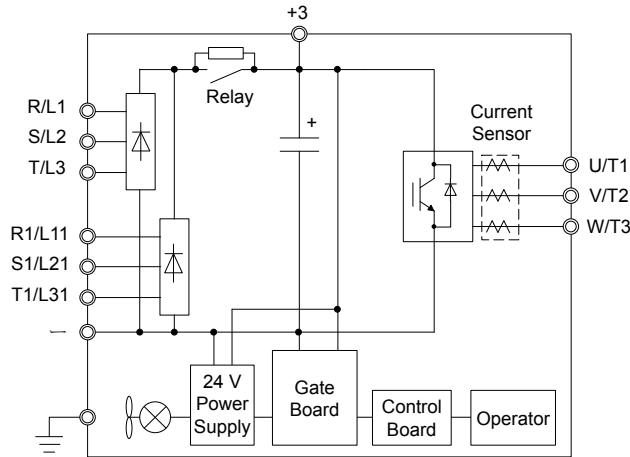 +3
Relay
+
R/L1
S/L2
T/L3
R1/L11
S1/L21
T1/L31
−
Current
Sensor
U/T1
V/T2
W/T3
24 V
Power
Supply
Gate
Board
Control
Board
Operator